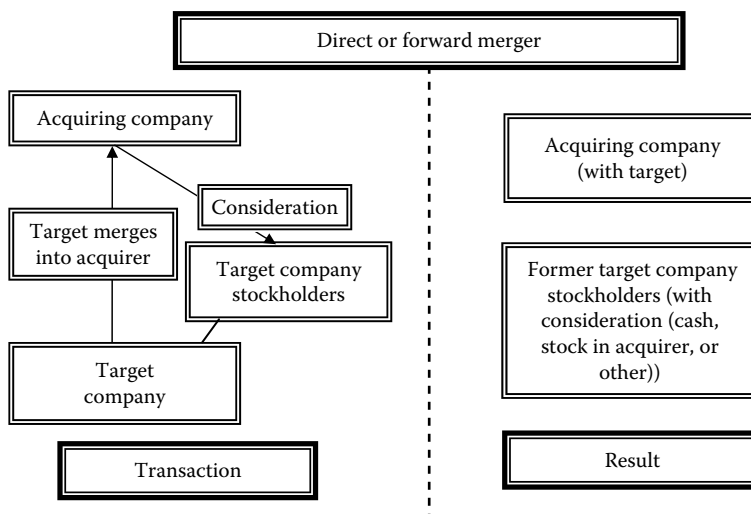 Direct or forward merger
Acquiring company
Consideration
Target merges
into acquirer
Target company
stockholders
Target
company
Transaction
Acquiring company
(with target)
Former target company
stockholders (with
consideration (cash,
stock in acquirer, or
other))
Result